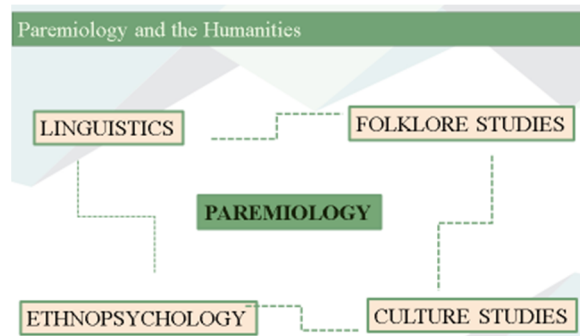 Paremiology and the Humanities
LINGUISTICS
FOLKLORE STUDIES
PAREMIOLOGY
ETHNOPSYCHOLOGY
CULTURE STUDIES